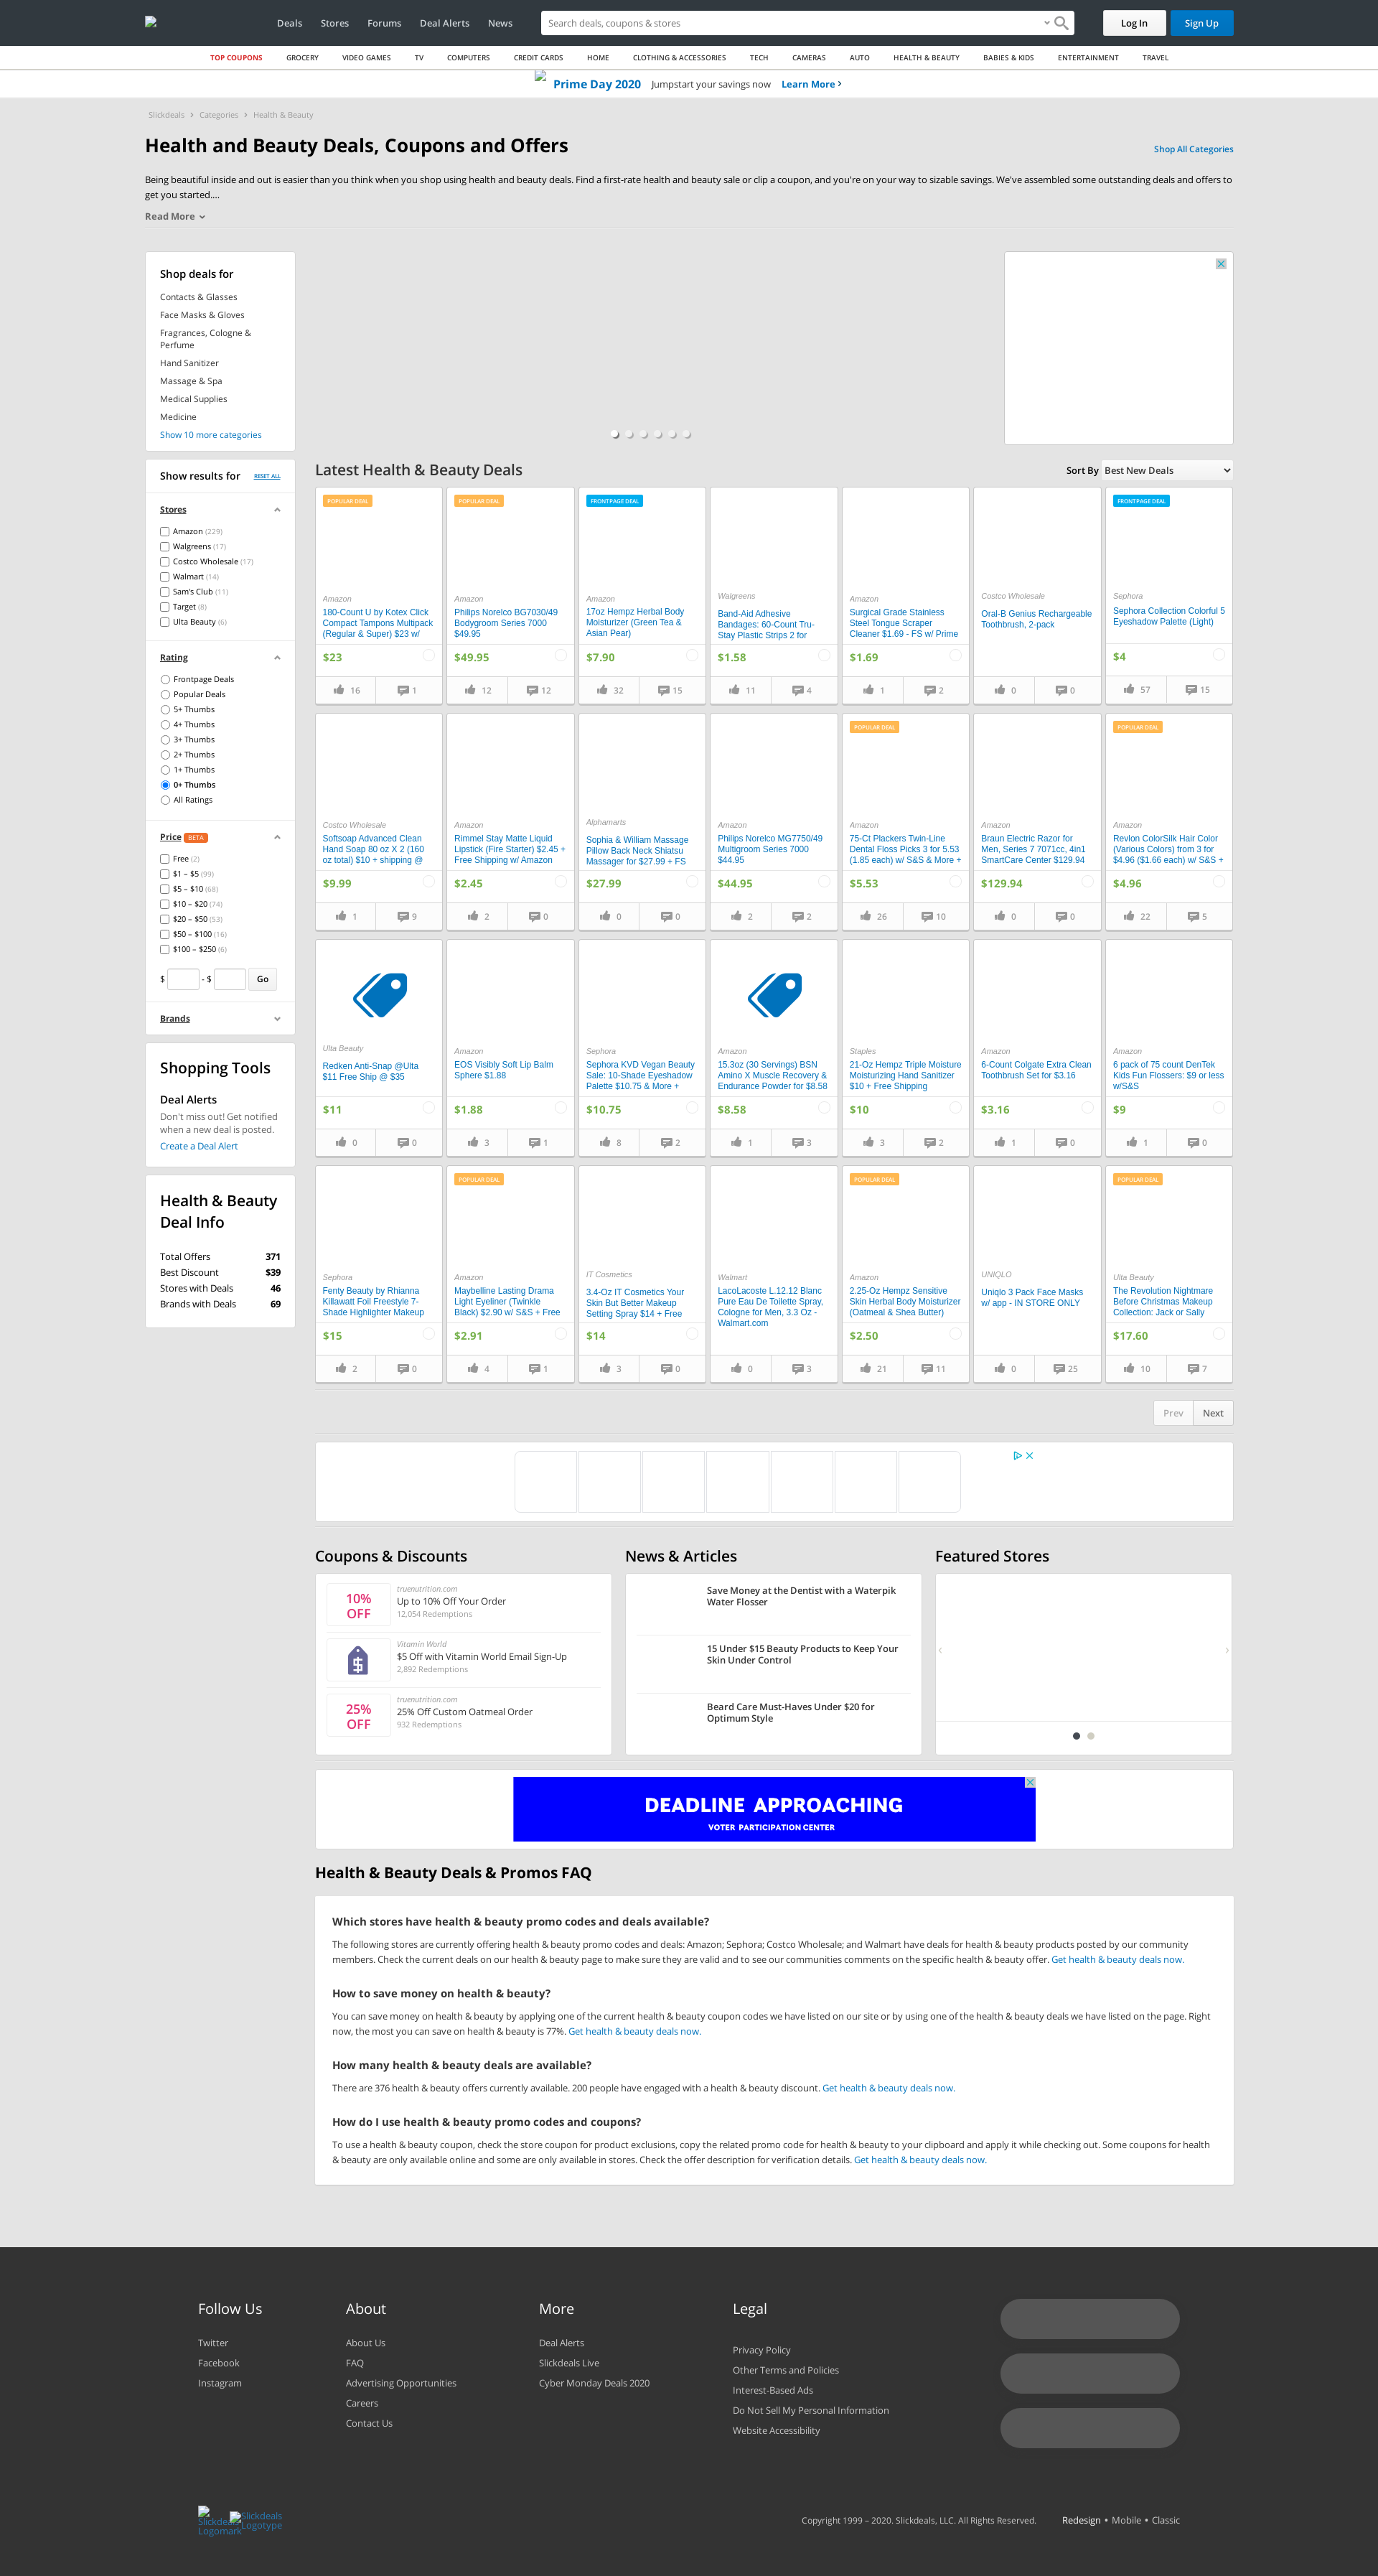 Deals Stores Forums Deal Alerts News
Search deals, coupons & stores
Log In
Sign Up
TOP COUPONS GROCERY VIDEO GAMES TV COMPUTERS CREDIT CARDS HOME CLOTHING & ACCESSORIES TECH CAMERAS AUTO HEALTH & BEAUTY BABIES & KIDS ENTERTAINMENT TRAVEL
Prime Day 2020 Jumpstart your savings now Learn More
Slickdeals > Categories > Health & Beauty
Health and Beauty Deals, Coupons and Offers
Shop All Categories
Being beautiful inside and out is easier than you think when you shop using health and beauty deals. Find a first-rate health and beauty sale or clip a coupon, and you're on your way to sizable savings. We've assembled some outstanding deals and offers to
get you started....
Read More
Shop deals for
Contacts & Glasses
Face Masks & Gloves
Fragrances, Cologne &
Perfume
Hand Sanitizer
Massage & Spa
Medical Supplies
Medicine
Show 10 more categories
Show results for RESET ALL
Stores
Amazon (229)
Walgreens (17)
Costco Wholesale (17)
Walmart (14)
Sam's Club (11)
Target (8)
Ulta Beauty (6)
Rating
Frontpage Deals
Popular Deals
5+ Thumbs
4+ Thumbs
3+ Thumbs
2+ Thumbs
1+ Thumbs
0+ Thumbs
All Ratings
Price BETA
Free (2)
$1 – $5 (99)
$5 – $10 (68)
$10 – $20 (74)
$20 – $50 (53)
$50 – $100 (16)
$100 – $250 (6)
$ - $ Go
Brands
Shopping Tools
Deal Alerts
Don't miss out! Get notified
when a new deal is posted.
Create a Deal Alert
Health & Beauty
Deal Info
Total Offers 371
Best Discount $39
Stores with Deals 46
Brands with Deals 69
Latest Health & Beauty Deals
Sort By Best New Deals
POPULAR DEAL
Amazon
180-Count U by Kotex Click
Compact Tampons Multipack
(Regular & Super) $23 w/
$23
16 1
POPULAR DEAL
Amazon
Philips Norelco BG7030/49
Bodygroom Series 7000
$49.95
$49.95
12 12
FRONTPAGE DEAL
Amazon
17oz Hempz Herbal Body
Moisturizer (Green Tea &
Asian Pear)
$7.90
32 15
Walgreens
Band-Aid Adhesive
Bandages: 60-Count Tru-
Stay Plastic Strips 2 for
$1.58
11 4
Amazon
Surgical Grade Stainless
Steel Tongue Scraper
Cleaner $1.69 - FS w/ Prime
$1.69
1 2
Costco Wholesale
Oral-B Genius Rechargeable
Toothbrush, 2-pack
0 0
FRONTPAGE DEAL
Sephora
Sephora Collection Colorful 5
Eyeshadow Palette (Light)
$4
57 15
Costco Wholesale
Softsoap Advanced Clean
Hand Soap 80 oz X 2 (160
oz total) $10 + shipping @
$9.99
1 9
Amazon
Rimmel Stay Matte Liquid
Lipstick (Fire Starter) $2.45 +
Free Shipping w/ Amazon
$2.45
2 0
Alphamarts
Sophia & William Massage
Pillow Back Neck Shiatsu
Massager for $27.99 + FS
$27.99
0 0
Amazon
Philips Norelco MG7750/49
Multigroom Series 7000
$44.95
$44.95
2 2
POPULAR DEAL
Amazon
75-Ct Plackers Twin-Line
Dental Floss Picks 3 for 5.53
(1.85 each) w/ S&S & More +
$5.53
26 10
Amazon
Braun Electric Razor for
Men, Series 7 7071cc, 4in1
SmartCare Center $129.94
$129.94
0 0
POPULAR DEAL
Amazon
Revlon ColorSilk Hair Color
(Various Colors) from 3 for
$4.96 ($1.66 each) w/ S&S +
$4.96
22 5
Ulta Beauty
Redken Anti-Snap @Ulta
$11 Free Ship @ $35
$11
0 0
Amazon
EOS Visibly Soft Lip Balm
Sphere $1.88
$1.88
3 1
Sephora
Sephora KVD Vegan Beauty
Sale: 10-Shade Eyeshadow
Palette $10.75 & More +
$10.75
8 2
Amazon
15.3oz (30 Servings) BSN
Amino X Muscle Recovery &
Endurance Powder for $8.58
$8.58
1 3
Staples
21-Oz Hempz Triple Moisture
Moisturizing Hand Sanitizer
$10 + Free Shipping
$10
3 2
Amazon
6-Count Colgate Extra Clean
Toothbrush Set for $3.16
$3.16
1 0
Amazon
6 pack of 75 count DenTek
Kids Fun Flossers: $9 or less
w/S&S
$9
1 0
Sephora
Fenty Beauty by Rhianna
Killawatt Foil Freestyle 7-
Shade Highlighter Makeup
$15
2 0
POPULAR DEAL
Amazon
Maybelline Lasting Drama
Light Eyeliner (Twinkle
Black) $2.90 w/ S&S + Free
$2.91
4 1
IT Cosmetics
3.4-Oz IT Cosmetics Your
Skin But Better Makeup
Setting Spray $14 + Free
$14
3 0
Walmart
LacoLacoste L.12.12 Blanc
Pure Eau De Toilette Spray,
Cologne for Men, 3.3 Oz -
Walmart.com
0 3
POPULAR DEAL
Amazon
2.25-Oz Hempz Sensitive
Skin Herbal Body Moisturizer
(Oatmeal & Shea Butter)
$2.50
21 11
UNIQLO
Uniqlo 3 Pack Face Masks
w/ app - IN STORE ONLY
0 25
POPULAR DEAL
Ulta Beauty
The Revolution Nightmare
Before Christmas Makeup
Collection: Jack or Sally
$17.60
10 7
Prev Next
Coupons & Discounts
10%
OFF
truenutrition.com
Up to 10% Off Your Order
12,054 Redemptions
Vitamin World
$5 Off with Vitamin World Email Sign-Up
2,892 Redemptions
25%
OFF
truenutrition.com
25% Off Custom Oatmeal Order
932 Redemptions
News & Articles
Save Money at the Dentist with a Waterpik
Water Flosser
15 Under $15 Beauty Products to Keep Your
Skin Under Control
Beard Care Must-Haves Under $20 for
Optimum Style
Featured Stores
DEADLINE APPROACHING
VOTER PARTICIPATION CENTER
Health & Beauty Deals & Promos FAQ
Which stores have health & beauty promo codes and deals available?
The following stores are currently offering health & beauty promo codes and deals: Amazon; Sephora; Costco Wholesale; and Walmart have deals for health & beauty products posted by our community
members. Check the current deals on our health & beauty page to make sure they are valid and to see our communities comments on the specific health & beauty offer. Get health & beauty deals now.
How to save money on health & beauty?
You can save money on health & beauty by applying one of the current health & beauty coupon codes we have listed on our site or by using one of the health & beauty deals we have listed on the page. Right
now, the most you can save on health & beauty is 77%. Get health & beauty deals now.
How many health & beauty deals are available?
There are 376 health & beauty offers currently available. 200 people have engaged with a health & beauty discount. Get health & beauty deals now.
How do I use health & beauty promo codes and coupons?
To use a health & beauty coupon, check the store coupon for product exclusions, copy the related promo code for health & beauty to your clipboard and apply it while checking out. Some coupons for health
& beauty are only available online and some are only available in stores. Check the offer description for verification details. Get health & beauty deals now.
Follow Us
Twitter
Facebook
Instagram
About
About Us
FAQ
Advertising Opportunities
Careers
Contact Us
More
Deal Alerts
Slickdeals Live
Cyber Monday Deals 2020
Legal
Privacy Policy
Other Terms and Policies
Interest-Based Ads
Do Not Sell My Personal Information
Website Accessibility
Slickdeals
Logomark
Slickdeals
Logotype
Copyright 1999 – 2020. Slickdeals, LLC. All Rights Reserved.
Redesign • Mobile • Classic